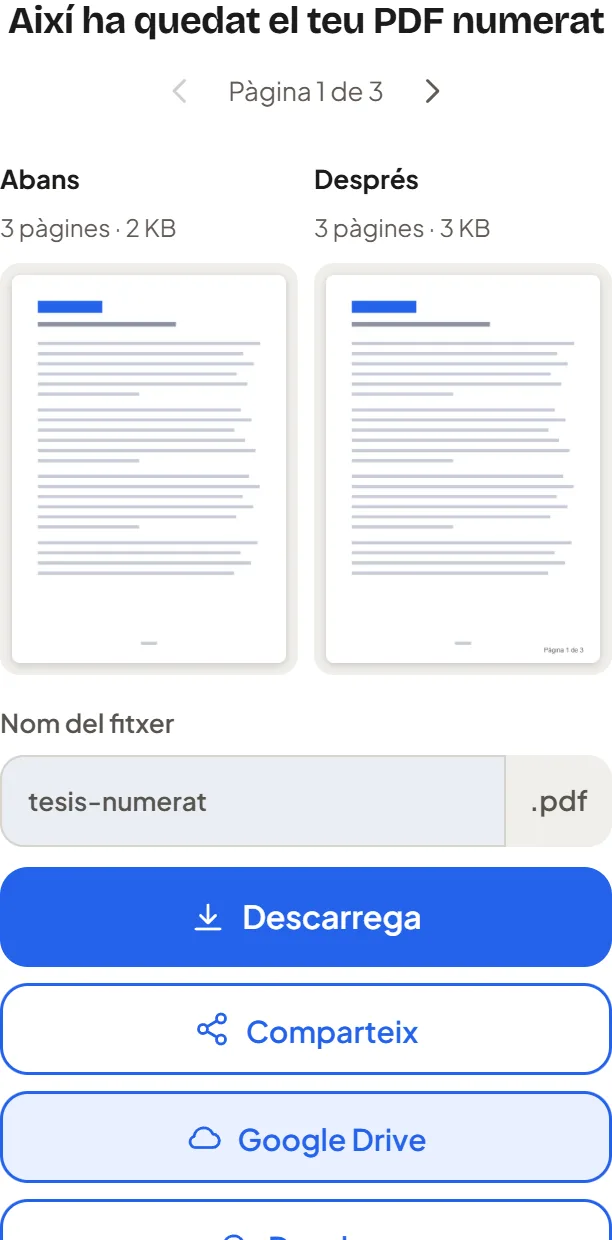 Així ha quedat el teu PDF numerat
Pàgina 1 de 3
Abans
3 pàgines · 2 KB
Després
3 pàgines · 3 KB
Pàgina 1 de 3
Nom del fitxer
tesis-numerat
.pdf
Descarrega
Comparteix
Google Drive